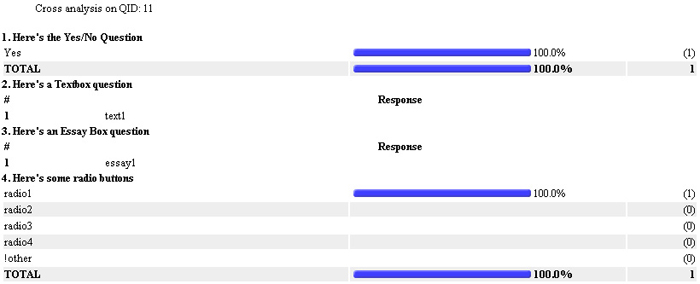 Cross analysis on QID: 11
1. Here's the Yes/No Question
Yes 100.0% (1)
TOTAL 100.0% 1
2. Here's a Textbox question
# Response
1 text1
3. Here's an Essay Box question
# Response
1 essay1
4. Here's some radio buttons
radio1 100.0% (1)
radio2 (0)
radio3 (0)
radio4 (0)
!other (0)
TOTAL 100.0% 1